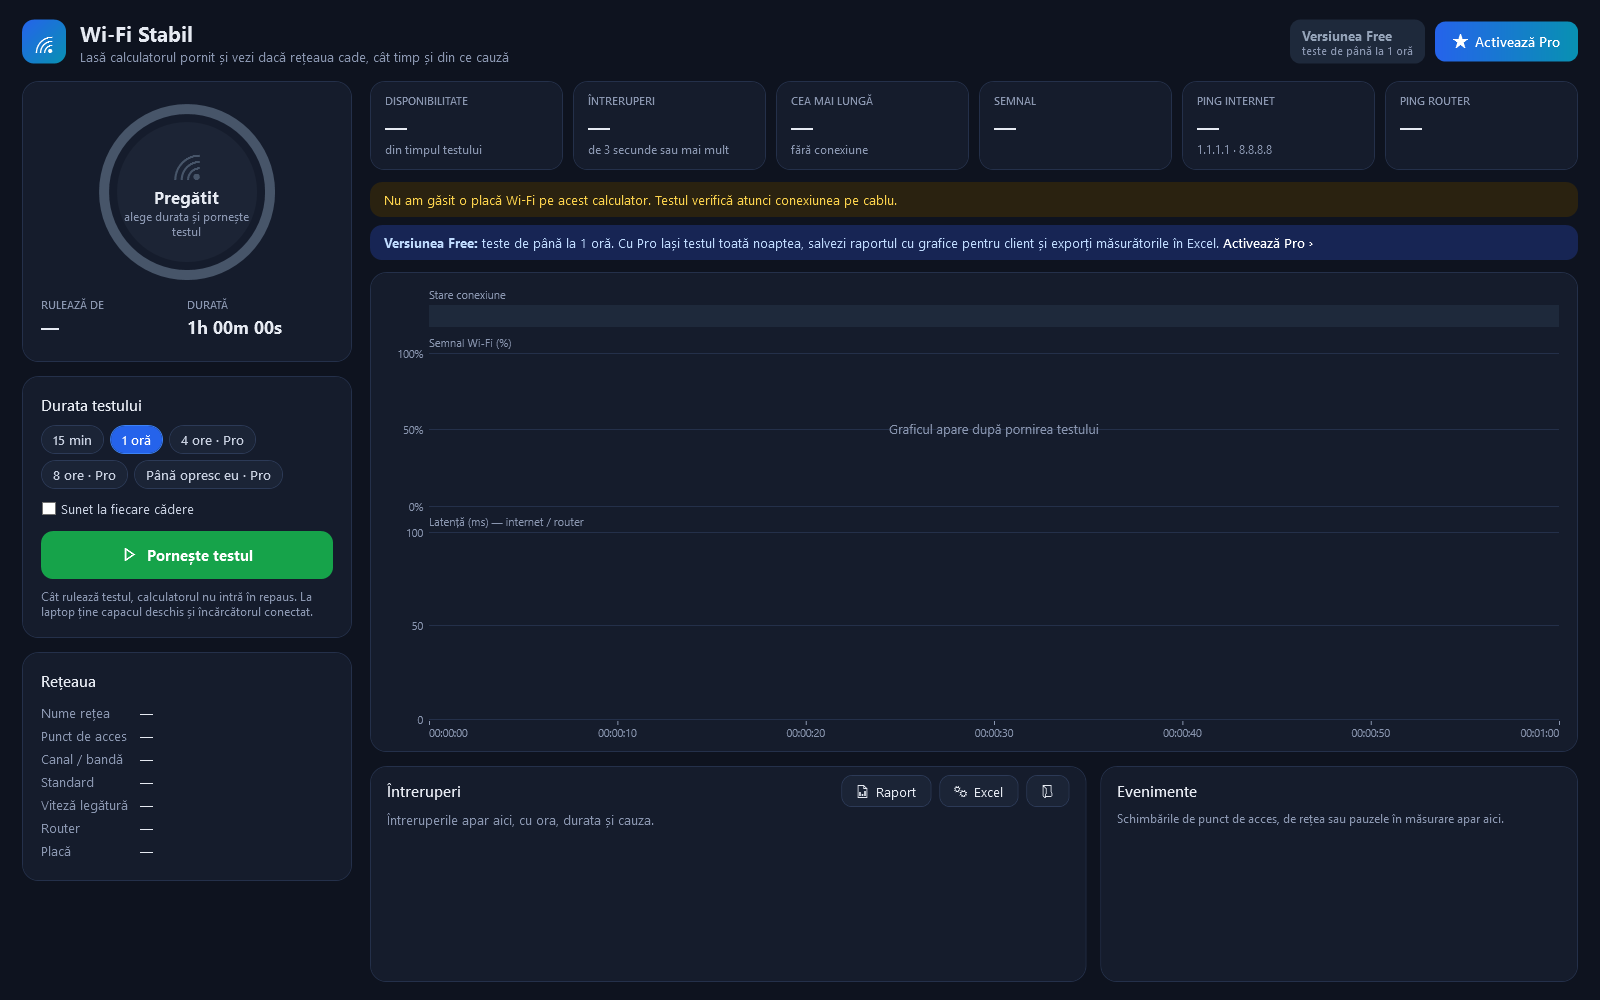 Wi-Fi Stabil
Lasă calculatorul pornit și vezi dacă rețeaua cade, cât timp și din ce cauză
Versiunea Free
teste de până la 1 oră
Activează Pro
Pregătit
alege durata și pornește
testul
RULEAZĂ DE
—
DURATĂ
1h 00m 00s
Durata testului
15 min
1 oră
4 ore · Pro
8 ore · Pro
Până opresc eu · Pro
Sunet la fiecare cădere
Pornește testul
Cât rulează testul, calculatorul nu intră în repaus. La
laptop ține capacul deschis și încărcătorul conectat.
Rețeaua
Nume rețea —
Punct de acces —
Canal / bandă —
Standard —
Viteză legătură —
Router —
Placă —
DISPONIBILITATE
—
din timpul testului
ÎNTRERUPERI
—
de 3 secunde sau mai mult
CEA MAI LUNGĂ
—
fără conexiune
SEMNAL
—
PING INTERNET
—
1.1.1.1 · 8.8.8.8
PING ROUTER
—
Nu am găsit o placă Wi-Fi pe acest calculator. Testul verifică atunci conexiunea pe cablu.
Versiunea Free: teste de până la 1 oră. Cu Pro lași testul toată noaptea, salvezi raportul cu grafice pentru client și exporți măsurătorile în Excel. Activează Pro ›
Stare conexiune
Semnal Wi-Fi (%)
100%
50%
Graficul apare după pornirea testului
0%
Latență (ms) — internet / router
100
50
0
00:00:00
00:00:10
00:00:20
00:00:30
00:00:40
00:00:50
00:01:00
Întreruperi
Raport
Excel
Întreruperile apar aici, cu ora, durata și cauza.
Evenimente
Schimbările de punct de acces, de rețea sau pauzele în măsurare apar aici.